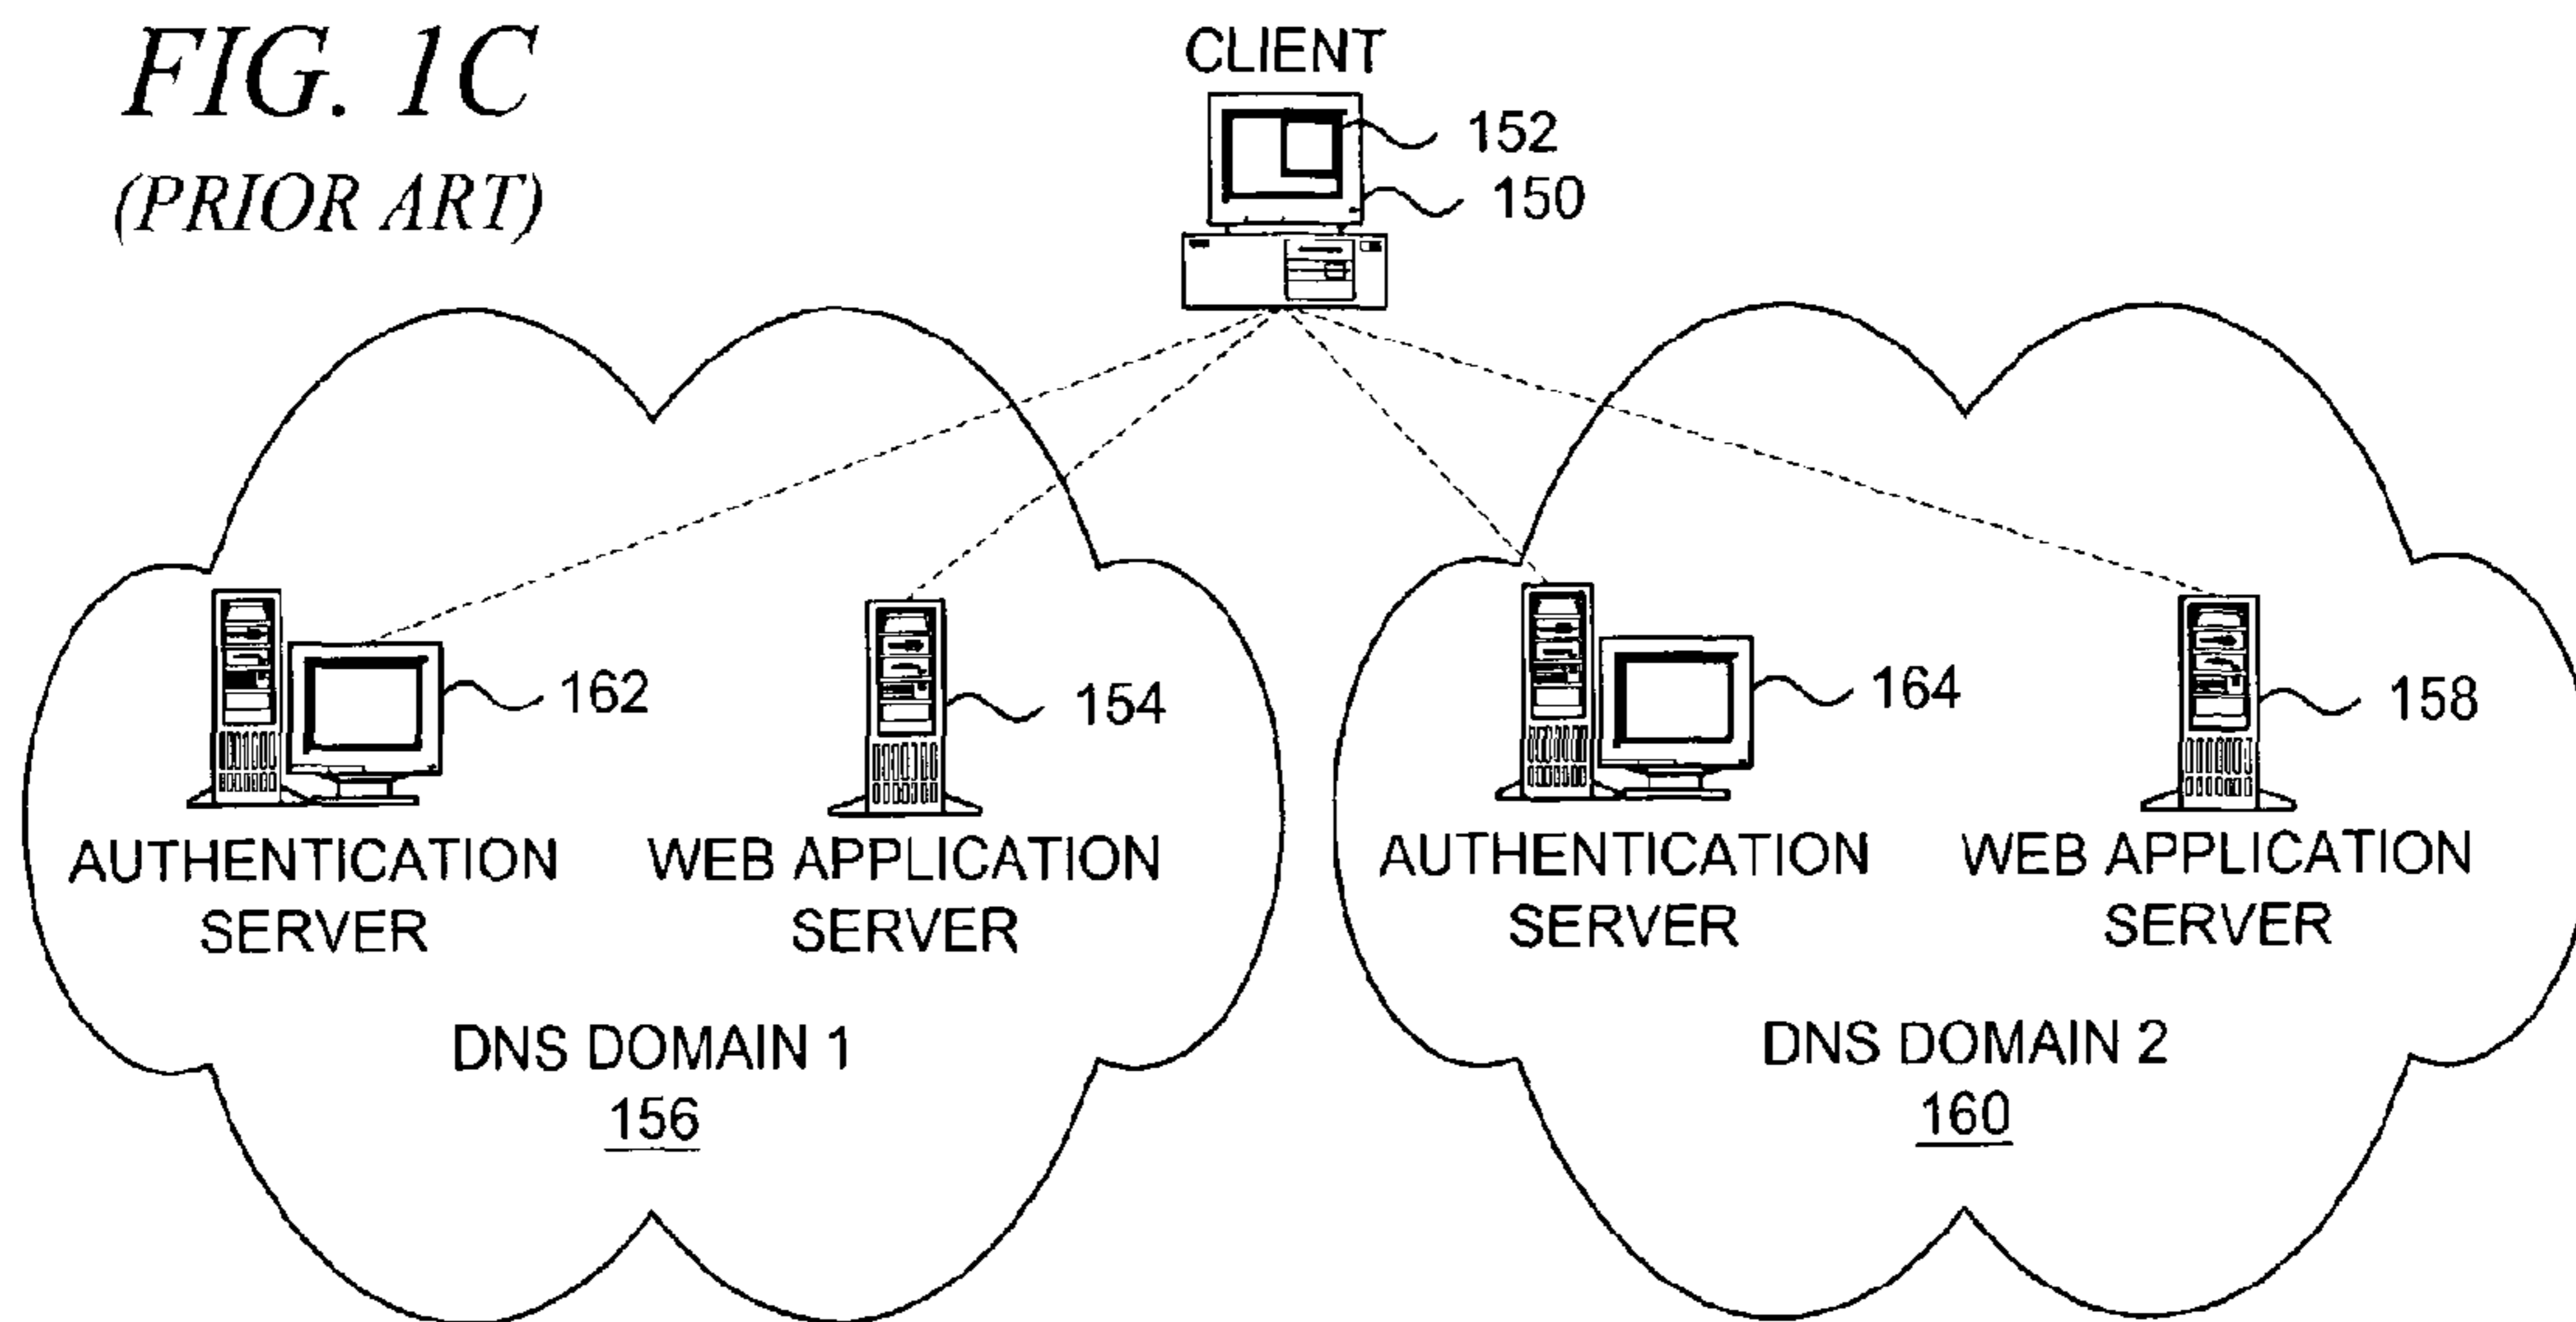 FIG. 1C
(PRIOR ART)
CLIENT
152
150
162
154
164
158
AUTHENTICATION
SERVER
WEB APPLICATION
SERVER
AUTHENTICATION
SERVER
WEB APPLICATION
SERVER
DNS DOMAIN 1
156
DNS DOMAIN 2
160